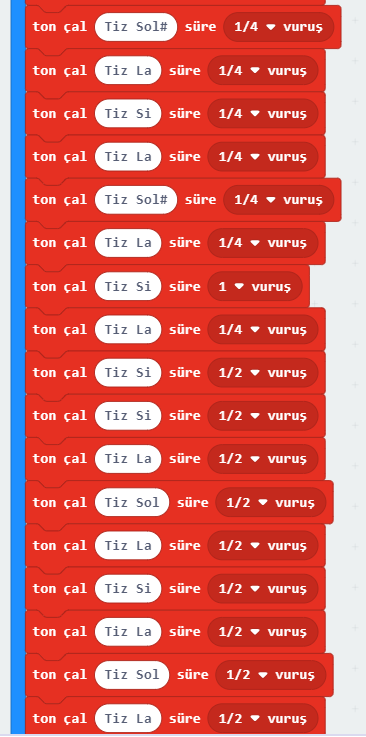 ton çal Tiz Sol# süre 1/4 vuruş
ton çal Tiz La süre 1/4 vuruş
ton çal Tiz Si süre 1/4 vuruş
ton çal Tiz La süre 1/4 vuruş
ton çal Tiz Sol# süre 1/4 vuruş
ton çal Tiz La süre 1/4 vuruş
ton çal Tiz Si süre 1 vuruş
ton çal Tiz La süre 1/4 vuruş
ton çal Tiz Si süre 1/2 vuruş
ton çal Tiz Si süre 1/2 vuruş
ton çal Tiz La süre 1/2 vuruş
ton çal Tiz Sol süre 1/2 vuruş
ton çal Tiz La süre 1/2 vuruş
ton çal Tiz Si süre 1/2 vuruş
ton çal Tiz La süre 1/2 vuruş
ton çal Tiz Sol süre 1/2 vuruş
ton çal Tiz La süre 1/2 vuruş